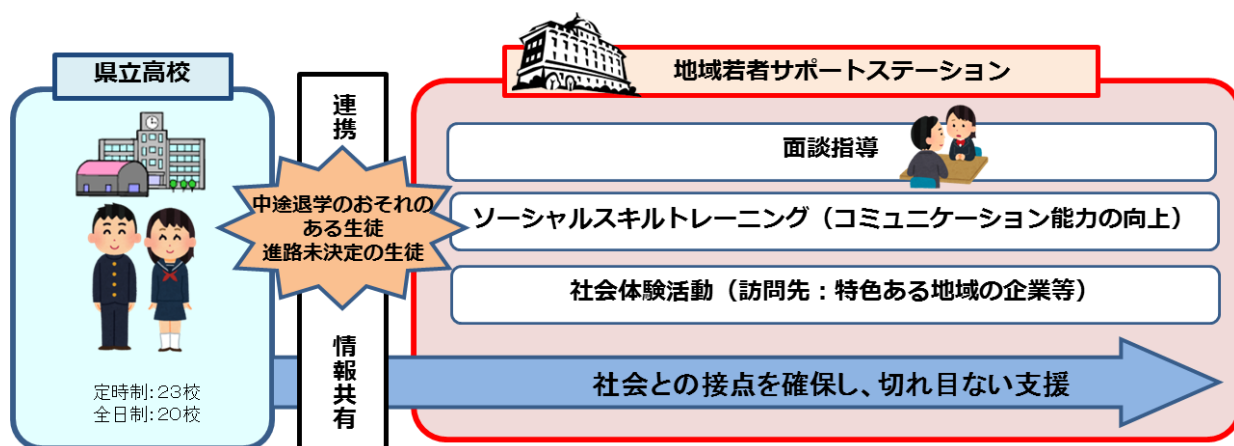 県立高校
定時制:23校
全日制:20校
連携
中途退学のおそれの
ある生徒
進路未決定の生徒
情報共有
地域若者サポートステーション
面談指導
ソーシャルスキルトレーニング（コミュニケーション能力の向上）
社会体験活動（訪問先：特色ある地域の企業等）
社会との接点を確保し、切れ目ない支援